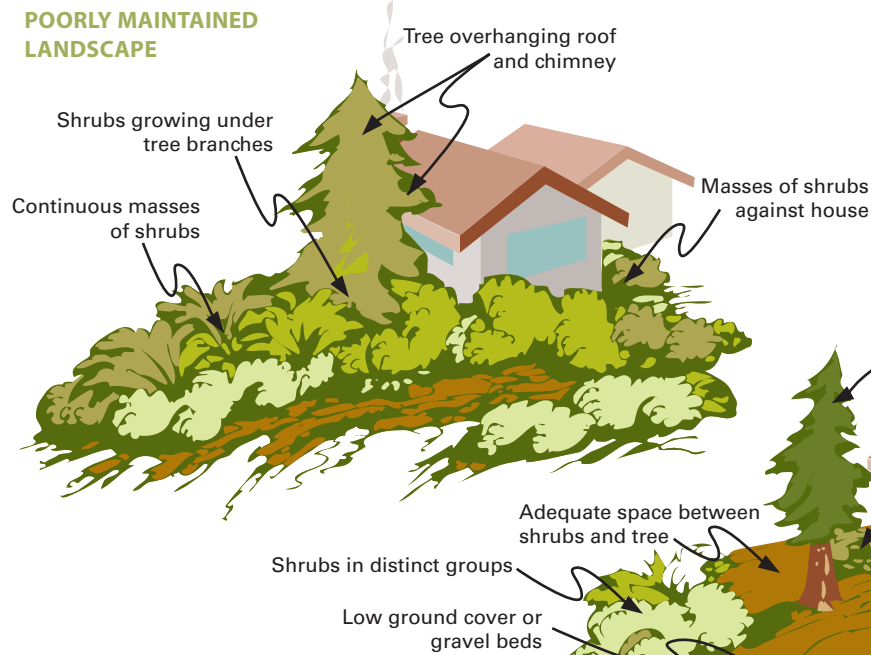 POORLY MAINTAINED
LANDSCAPE
Tree overhanging roof
and chimney
Shrubs growing under
tree branches
Masses of shrubs
against house
Continuous masses
of shrubs
Adequate space between
shrubs and tree
Shrubs in distinct groups
Low ground cover or
gravel beds